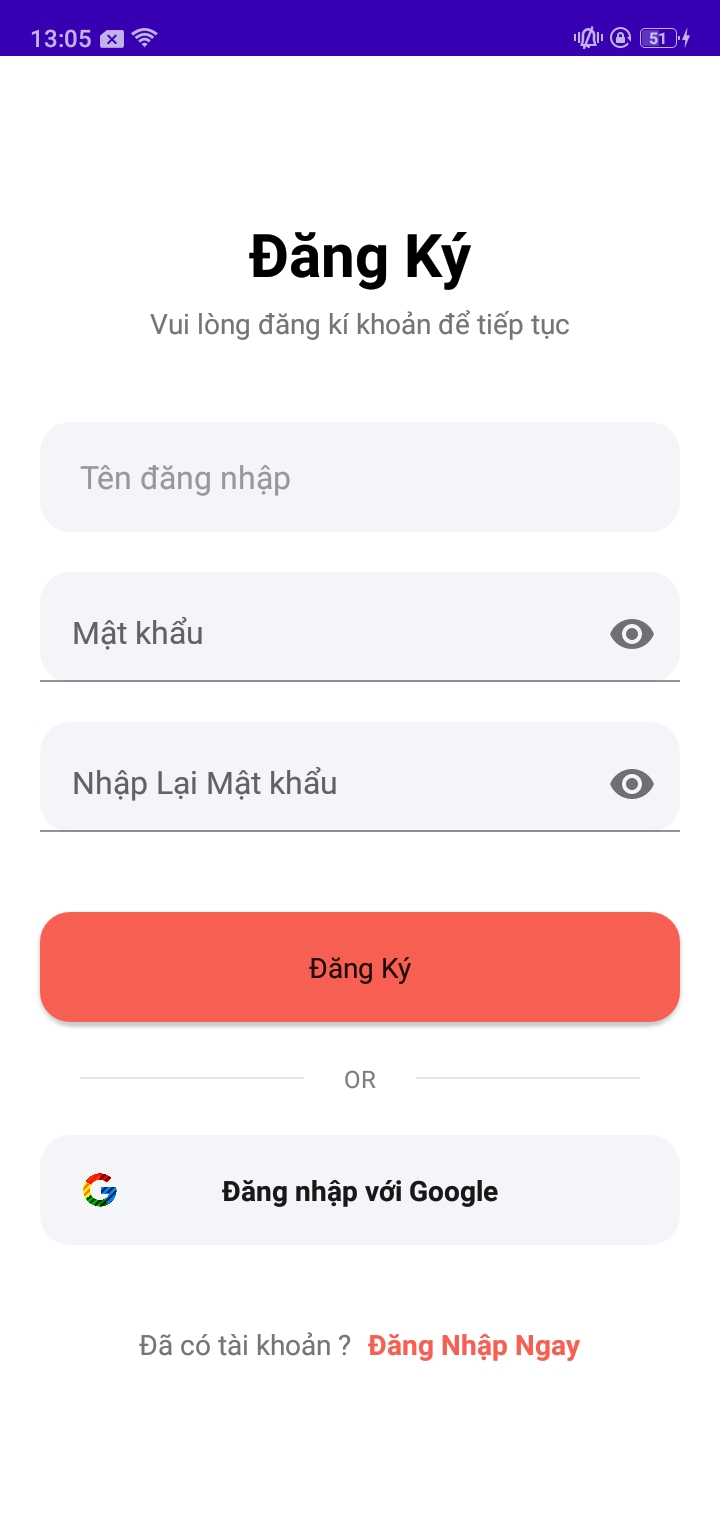 13:05
51
Đăng Ký
Vui lòng đăng kí khoản để tiếp tục
Tên đăng nhập
Mật khẩu
Nhập Lại Mật khẩu
Đăng Ký
OR
Đăng nhập với Google
Đã có tài khoản ? Đăng Nhập Ngay